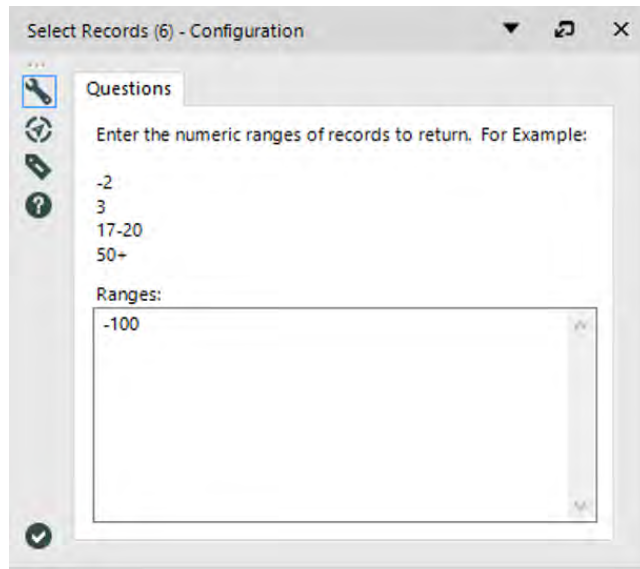 Select Records (6) - Configuration
Questions
Enter the numeric ranges of records to return. For Example:
-2
3
17-20
50+
Ranges:
-100